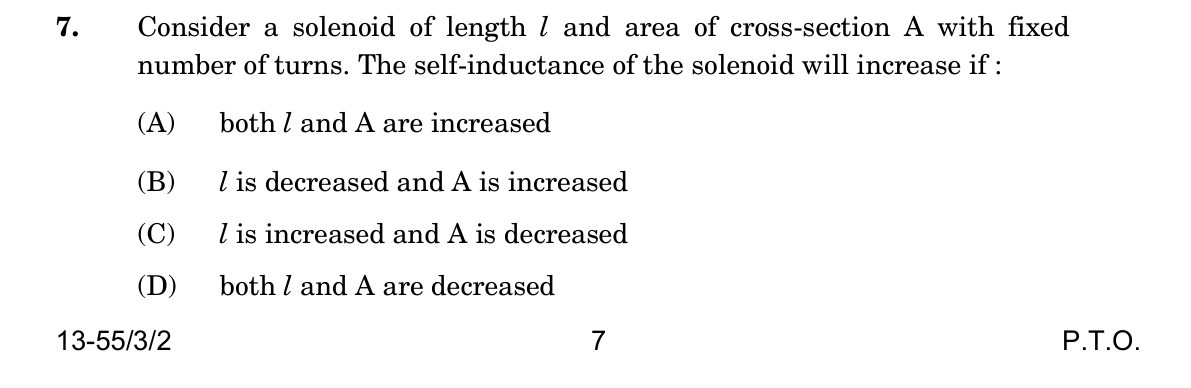 7. Consider a solenoid of length l and area of cross-section A with fixed
number of turns. The self-inductance of the solenoid will increase if :
(A) both l and A are increased
(B) l is decreased and A is increased
(C) l is increased and A is decreased
(D) both l and A are decreased
13-55/3/2 7 P.T.O.